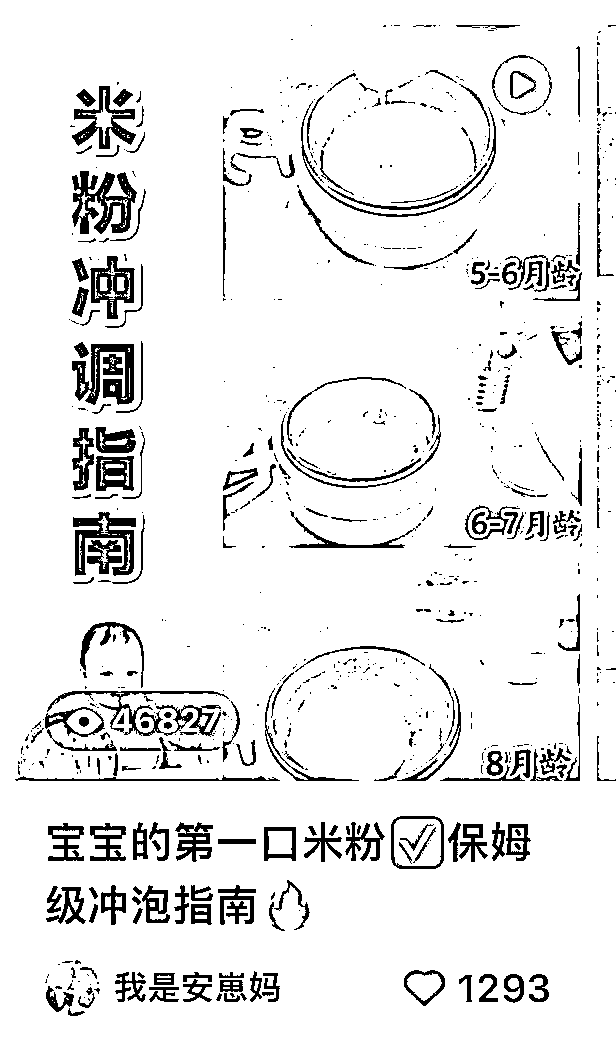 米粉冲调指南
5-6月龄
6-7月龄
8月龄
46827
宝宝的第一口米粉✅保姆
级冲泡指南🔥
我是安崽妈
1293